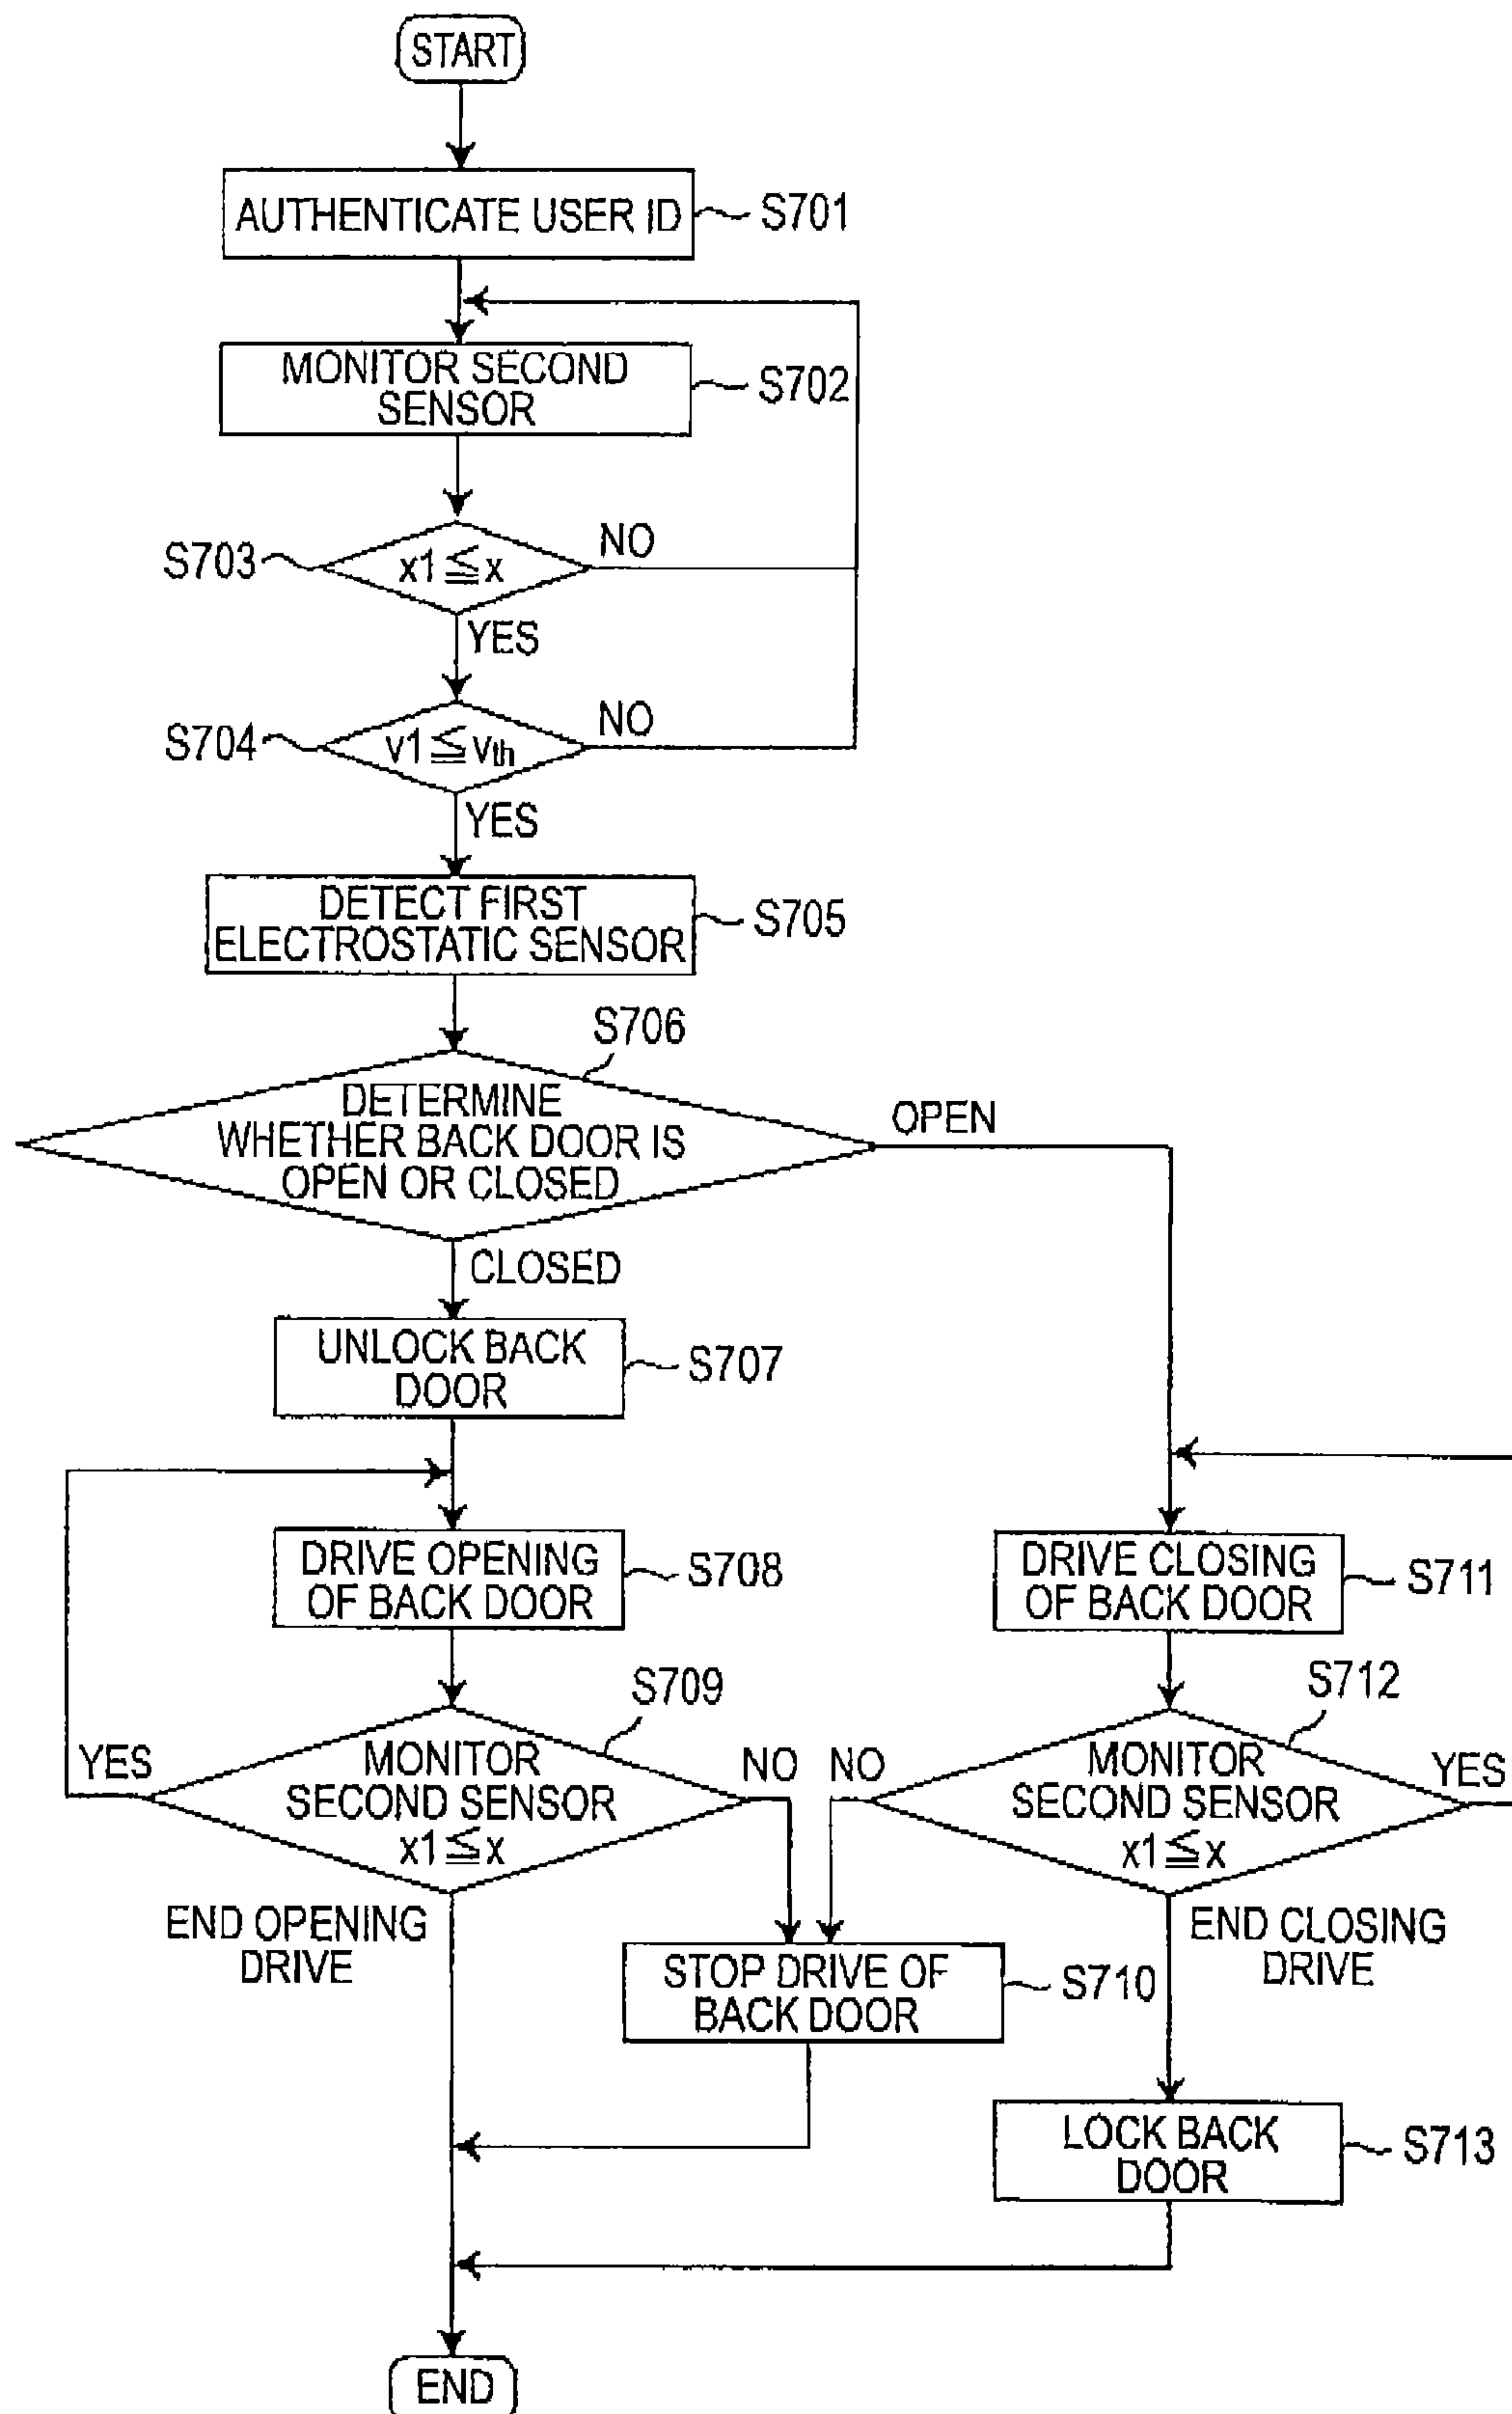 START
AUTHENTICATE USER ID
S701
MONITOR SECOND
SENSOR
S702
S703
x1≦x
NO
YES
S704
v1≦vth
NO
YES
DETECT FIRST
ELECTROSTATIC SENSOR
S705
S706
DETERMINE
WHETHER BACK DOOR IS
OPEN OR CLOSED
OPEN
CLOSED
UNLOCK BACK
DOOR
S707
DRIVE OPENING
OF BACK DOOR
S708
DRIVE CLOSING
OF BACK DOOR
S711
S709
YES
MONITOR
SECOND SENSOR
x1≦x
NO
S712
NO
MONITOR
SECOND SENSOR
x1≦x
YES
END OPENING
DRIVE
END CLOSING
DRIVE
STOP DRIVE OF
BACK DOOR
S710
LOCK BACK
DOOR
S713
END